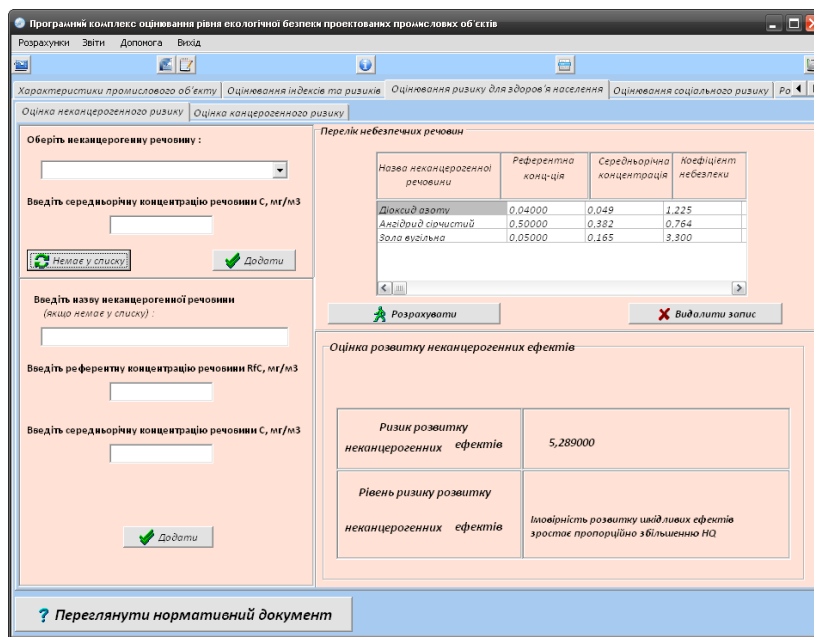 Програмний комплекс оцінювання рівня екологічної безпеки проектованих промислових об'єктів
Розрахунки Звіти Допомога Вихід
Характеристики промислового об'єкту Оцінювання індексів та ризиків Оцінювання ризику для здоров'я населення Оцінювання соціального ризику Ро
Оцінка неканцерогенного ризику Оцінка канцерогенного ризику
Оберіть неканцерогенну речовину :
Введіть середньорічну концентрацію речовини С, мг/м3
Немає у списку Додати
Введіть назву неканцерогенної речовини
(якщо немає у списку) :
Введіть референтну концентрацію речовини RfC, мг/м3
Введіть середньорічну концентрацію речовини С, мг/м3
Додати
Перелік небезпечних речовин
Назва неканцерогенної речовини Референтна конц-ція Середньорічна концентрація Коефіцієнт небезпеки
Діоксид азоту 0,04000 0,049 1,225
Ангідрид сірчистий 0,50000 0,382 0,764
Зола вугільна 0,05000 0,165 3,300
Розрахувати Видалити запис
Оцінка розвитку неканцерогенних ефектів
Ризик розвитку
неканцерогенних ефектів
5,289000
Рівень ризику розвитку
неканцерогенних ефектів
Імовірність розвитку шкідливих ефектів
зростає пропорційно збільшенню HQ
? Переглянути нормативний документ